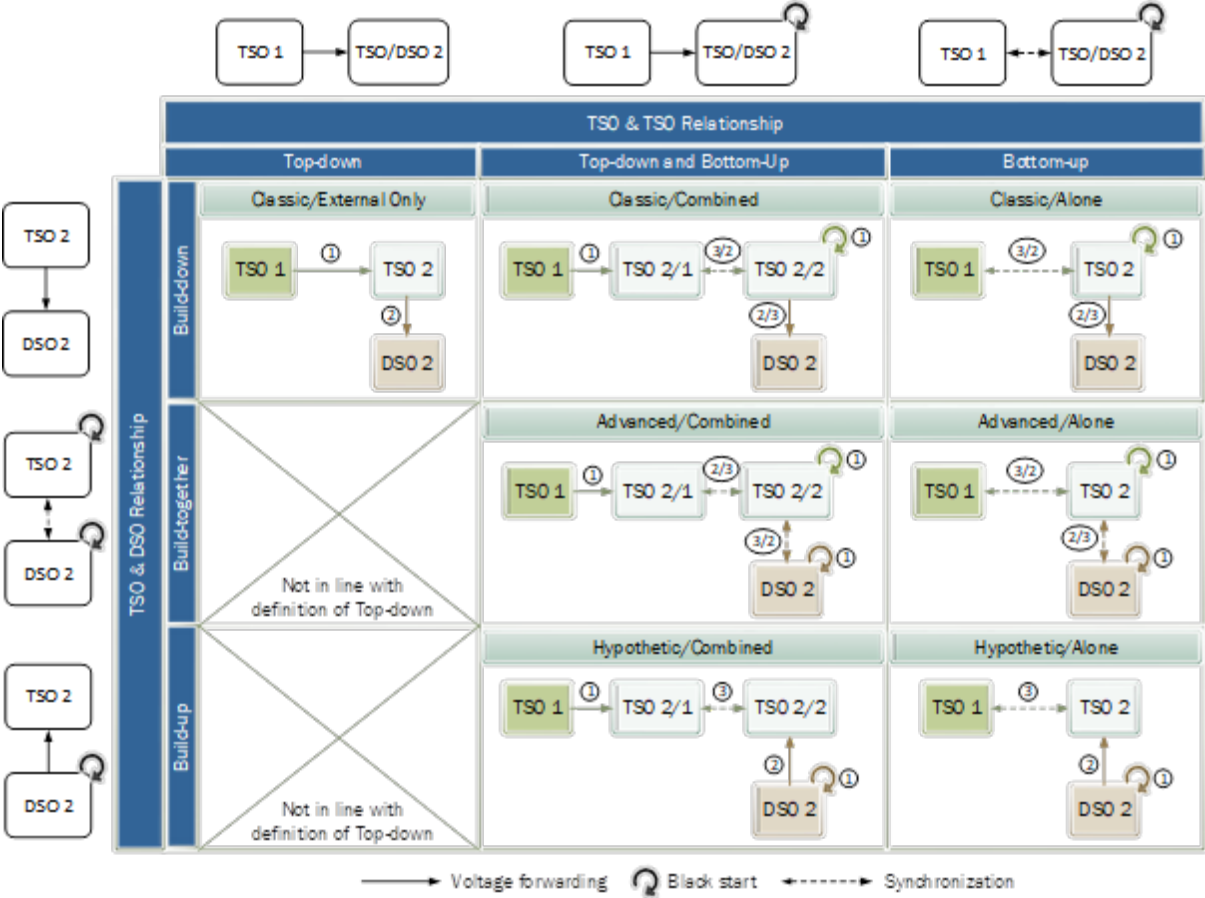 TSO 1
TSO/DSO 2
TSO 1
TSO/DSO 2
TSO 1
TSO/DSO 2
TSO & TSO Relationship
Top-down
Top-down and Bottom-Up
Bottom-up
TSO & DSO Relationship
TSO 2
DSO 2
Build-down
Classic/External Only
TSO 1
1
TSO 2
2
DSO 2
Classic/Combined
TSO 1
1
TSO 2/1
3/2
TSO 2/2
1
2/3
DSO 2
Classic/Alone
TSO 1
3/2
TSO 2
1
2/3
DSO 2
TSO 2
DSO 2
Build-together
Not in line with
definition of Top-down
Advanced/Combined
TSO 1
1
TSO 2/1
2/3
TSO 2/2
1
3/2
DSO 2
1
Advanced/Alone
TSO 1
3/2
TSO 2
1
2/3
DSO 2
1
TSO 2
DSO 2
Build-up
Not in line with
definition of Top-down
Hypothetic/Combined
TSO 1
1
TSO 2/1
3
TSO 2/2
2
DSO 2
1
Hypothetic/Alone
TSO 1
3
TSO 2
2
DSO 2
1
Voltage forwarding
Black start
Synchronization